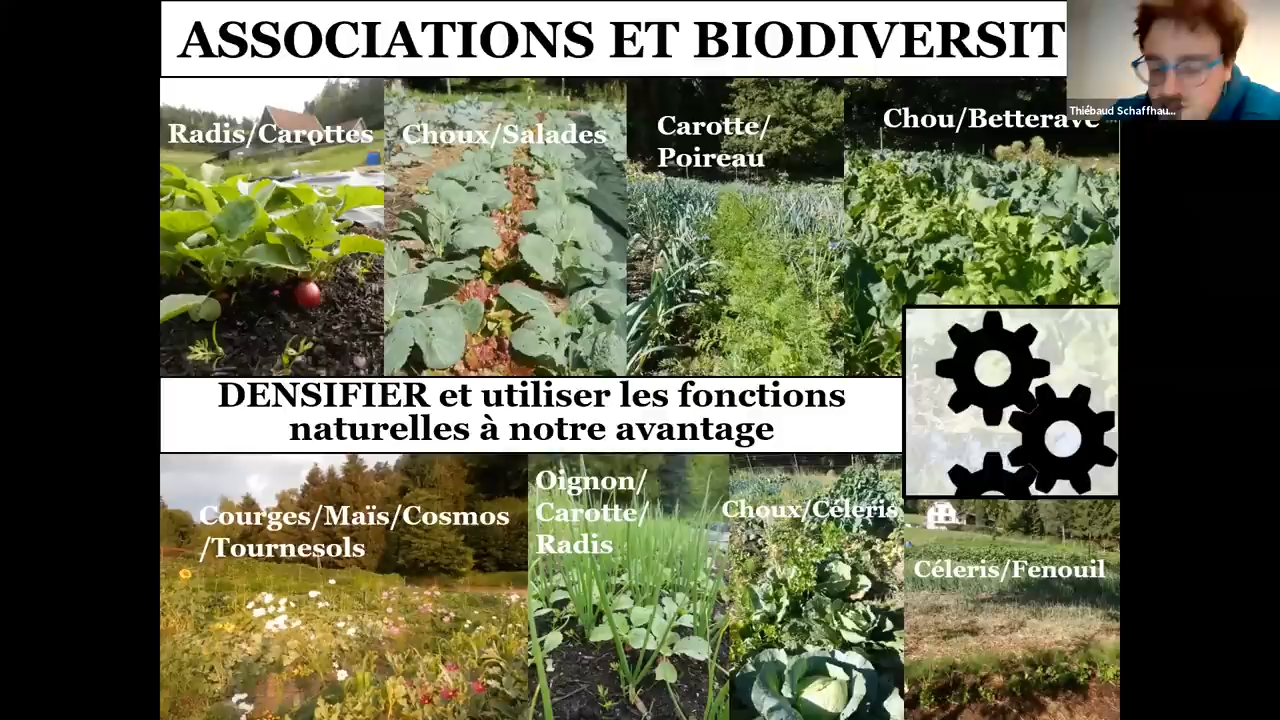 ASSOCIATIONS ET BIODIVERSIT
Thiébaud Schaffhau...
Radis/Carottes
Choux/Salades
Carotte/
Poireau
Chou/Betterave
DENSIFIER et utiliser les fonctions
naturelles à notre avantage
Courges/Maïs/Cosmos
/Tournesols
Oignon/
Carotte/
Radis
Choux/Céleris
Céleris/Fenouil